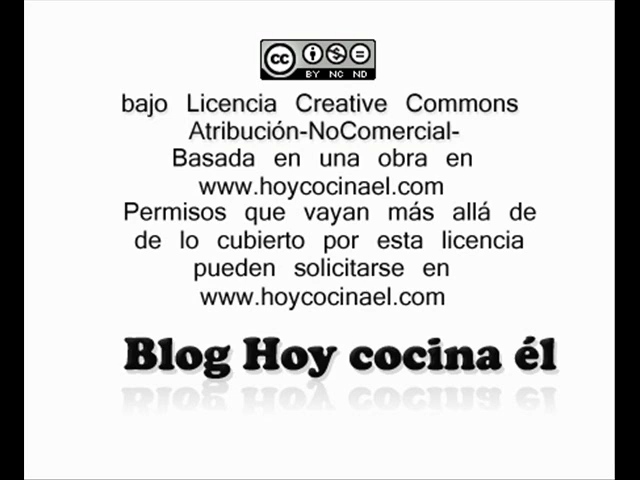 cc
BY NC ND
bajo Licencia Creative Commons
Atribución-NoComercial-
Basada en una obra en
www.hoycocinael.com
Permisos que vayan más allá de
de lo cubierto por esta licencia
pueden solicitarse en
www.hoycocinael.com
Blog Hoy cocina él